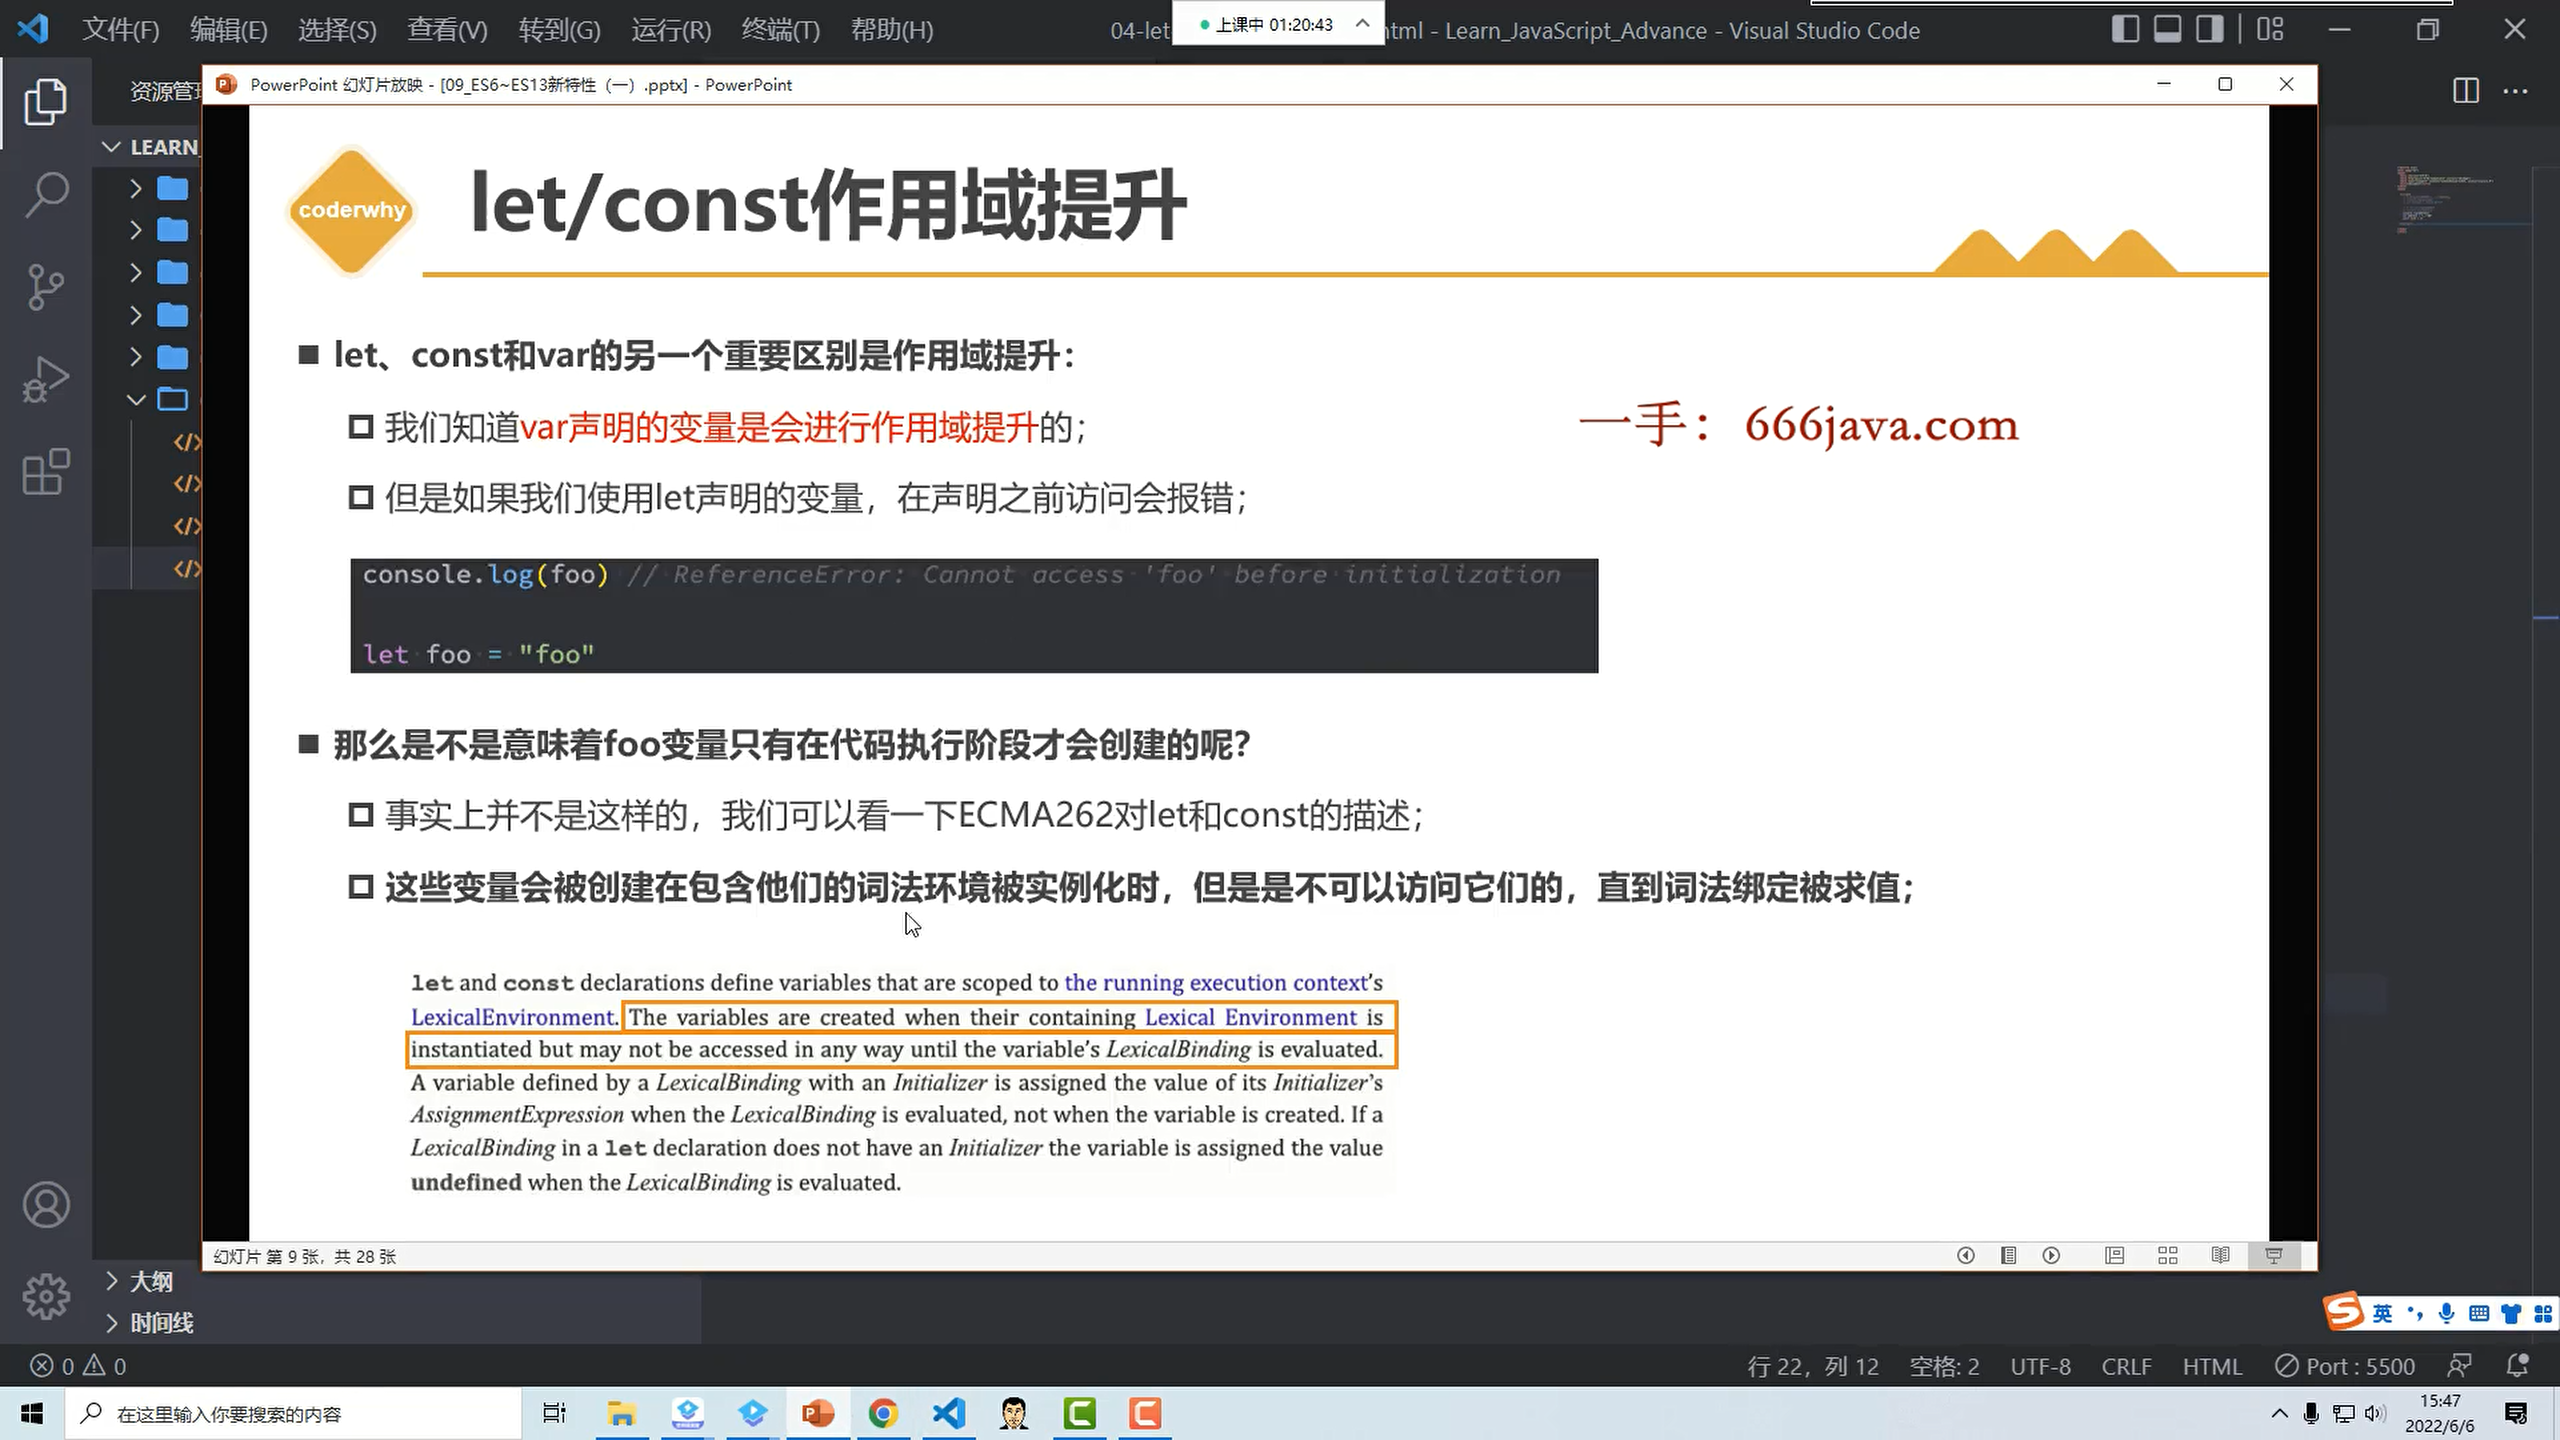 文件(F) 编辑(E) 选择(S) 查看(V) 转到(G) 运行(R) 终端(T) 帮助(H)
04-let
上课中 01:20:43
tml - Learn_JavaScript_Advance - Visual Studio Code
资源管
LEARN_
PowerPoint 幻灯片放映 - [09_ES6~ES13新特性（一）.pptx] - PowerPoint
coderwhy
let/const作用域提升
let、const和var的另一个重要区别是作用域提升：
我们知道var声明的变量是会进行作用域提升的；
一手：666java.com
但是如果我们使用let声明的变量，在声明之前访问会报错；
console.log(foo) // ReferenceError: Cannot access 'foo' before initialization
let foo = "foo"
那么是不是意味着foo变量只有在代码执行阶段才会创建的呢？
事实上并不是这样的，我们可以看一下ECMA262对let和const的描述；
这些变量会被创建在包含他们的词法环境被实例化时，但是是不可以访问它们的，直到词法绑定被求值；
let and const declarations define variables that are scoped to the running execution context’s
LexicalEnvironment. The variables are created when their containing Lexical Environment is
instantiated but may not be accessed in any way until the variable’s LexicalBinding is evaluated.
A variable defined by a LexicalBinding with an Initializer is assigned the value of its Initializer’s
AssignmentExpression when the LexicalBinding is evaluated, not when the variable is created. If a
LexicalBinding in a let declaration does not have an Initializer the variable is assigned the value
undefined when the LexicalBinding is evaluated.
幻灯片 第 9 张，共 28 张
大纲
时间线
英
0 0
行 22，列 12 空格: 2 UTF-8 CRLF HTML Port : 5500
在这里输入你要搜索的内容
15:47
2022/6/6